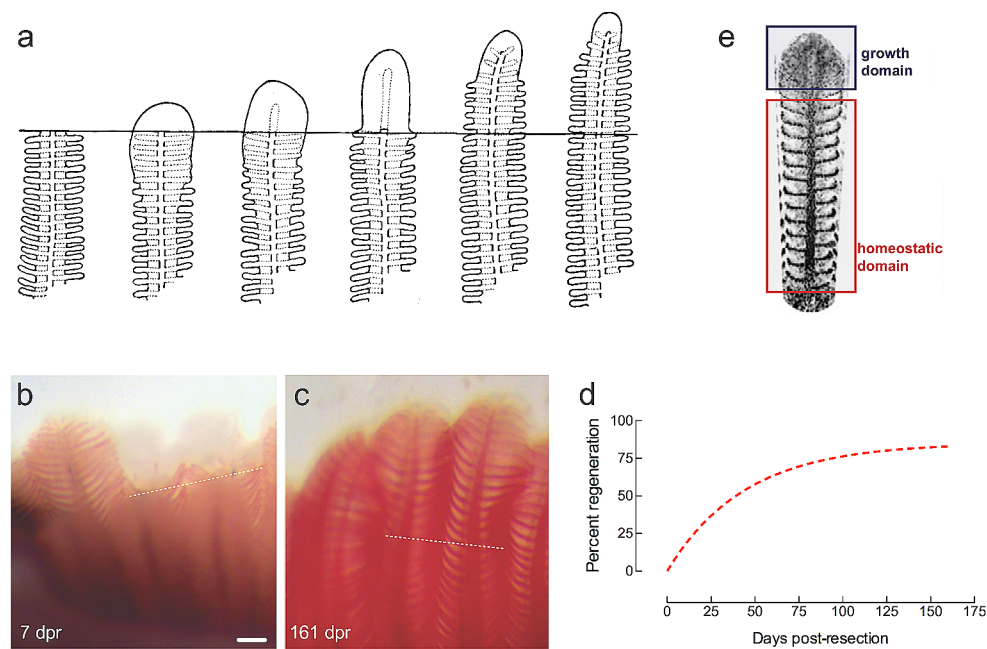 a
e
growth
domain
homeostatic
domain
b
7 dpr
c
161 dpr
d
Percent regeneration
100
75
50
25
0
0 25 50 75 100 125 150 175
Days post-resection